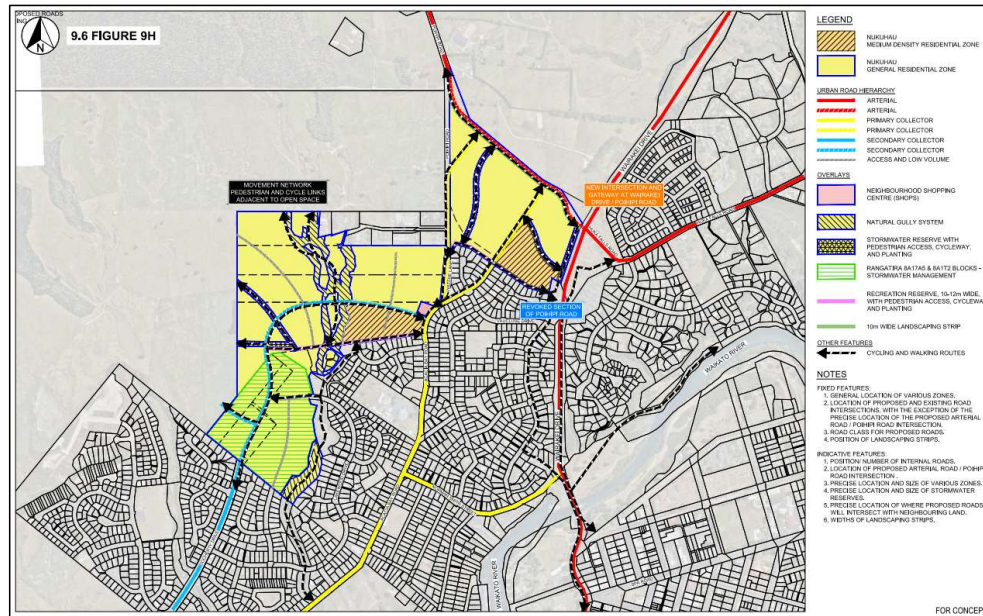 OPOSED ROADS
ING
N
9.6 FIGURE 9H
MOVEMENT NETWORK
PEDESTRIAN AND CYCLE LINKS
ADJACENT TO OPEN SPACE
NEW INTERSECTION AND
GATEWAY AT WAIRAKEI
DRIVE / POIHIPI ROAD
REVOKED SECTION
OF POIHIPI ROAD
WAIRAKEI DRIVE
WAIKATO RIVER
WAIKATO RIVER
LEGEND
NUKUHAU
MEDIUM DENSITY RESIDENTIAL ZONE
NUKUHAU
GENERAL RESIDENTIAL ZONE
URBAN ROAD HIERARCHY
ARTERIAL
ARTERIAL
PRIMARY COLLECTOR
PRIMARY COLLECTOR
SECONDARY COLLECTOR
SECONDARY COLLECTOR
ACCESS AND LOW VOLUME
OVERLAYS
NEIGHBOURHOOD SHOPPING
CENTRE (SHOPS)
NATURAL GULLY SYSTEM
STORMWATER RESERVE WITH
PEDESTRIAN ACCESS, CYCLEWAY,
AND PLANTING
RANGATIRA 8A17A5 & 8A1T2 BLOCKS –
STORMWATER MANAGEMENT
RECREATION RESERVE, 10-12m WIDE,
WITH PEDESTRIAN ACCESS, CYCLEWA
AND PLANTING
10m WIDE LANDSCAPING STRIP
OTHER FEATURES
CYCLING AND WALKING ROUTES
NOTES
FIXED FEATURES:
1. GENERAL LOCATION OF VARIOUS ZONES.
2. LOCATION OF PROPOSED AND EXISTING ROAD
INTERSECTIONS, WITH THE EXCEPTION OF THE
PRECISE LOCATION OF THE PROPOSED ARTERIAL
ROAD / POIHIPI ROAD INTERSECTION.
3. ROAD CLASS FOR PROPOSED ROADS.
4. POSITION OF LANDSCAPING STRIPS.
INDICATIVE FEATURES:
1. POSITION/ NUMBER OF INTERNAL ROADS.
2. LOCATION OF PROPOSED ARTERIAL ROAD / POIHIP
ROAD INTERSECTION.
3. PRECISE LOCATION AND SIZE OF VARIOUS ZONES.
4. PRECISE LOCATION AND SIZE OF STORMWATER
RESERVES.
5. PRECISE LOCATION OF WHERE PROPOSED ROADS
WILL INTERSECT WITH NEIGHBOURING LAND.
6. WIDTHS OF LANDSCAPING STRIPS.
FOR CONCEP